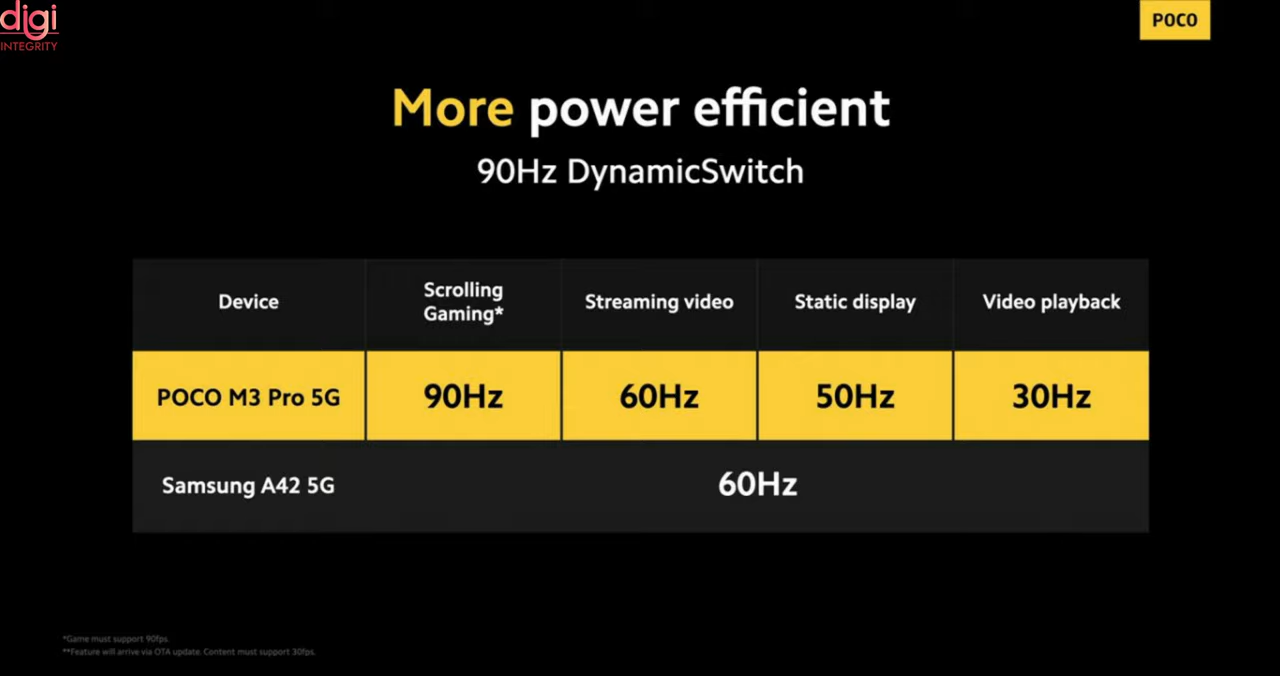 digi
INTEGRITY
POCO
More power efficient
90Hz DynamicSwitch
Device
Scrolling
Gaming*
Streaming video
Static display
Video playback
POCO M3 Pro 5G
90Hz
60Hz
50Hz
30Hz
Samsung A42 5G
60Hz
*Game must support 90fps.
**Feature will arrive via OTA update. Content must support 30fps.